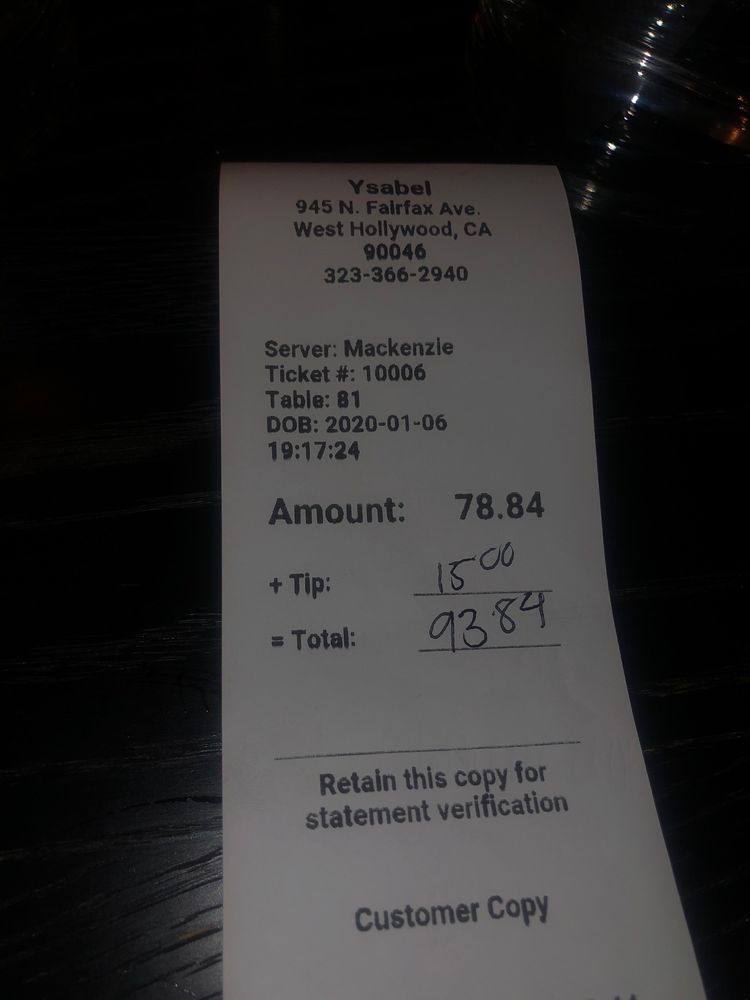 Ysabel
945 N. Fairfax Ave.
West Hollywood, CA
90046
323-366-2940
Server: Mackenzie
Ticket #: 10006
Table: 81
DOB: 2020-01-06
19:17:24
Amount: 78.84
+ Tip: 15.00
= Total: 93.84
Retain this copy for
statement verification
Customer Copy